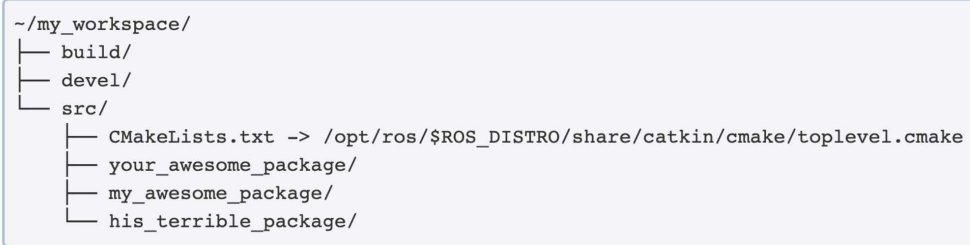 ~/my_workspace/
├── build/
├── devel/
└── src/
    ├── CMakeLists.txt -> /opt/ros/$ROS_DISTRO/share/catkin/cmake/toplevel.cmake
    ├── your_awesome_package/
    ├── my_awesome_package/
    └── his_terrible_package/